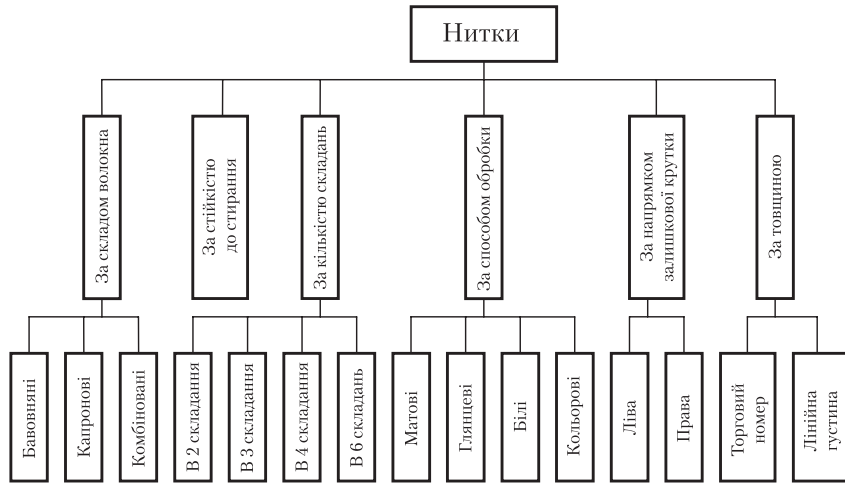 Нитки
За складом волокна
За стійкістю
до стирання
За кількістю складань
За способом обробки
За напрямком
залишкової крутки
За товщиною
Бавовняні
Капронові
Комбіновані
В 2 складання
В 3 складання
В 4 складання
В 6 складань
Матові
Глянцеві
Білі
Кольорові
Ліва
Права
Торговий
номер
Лінійна
густина